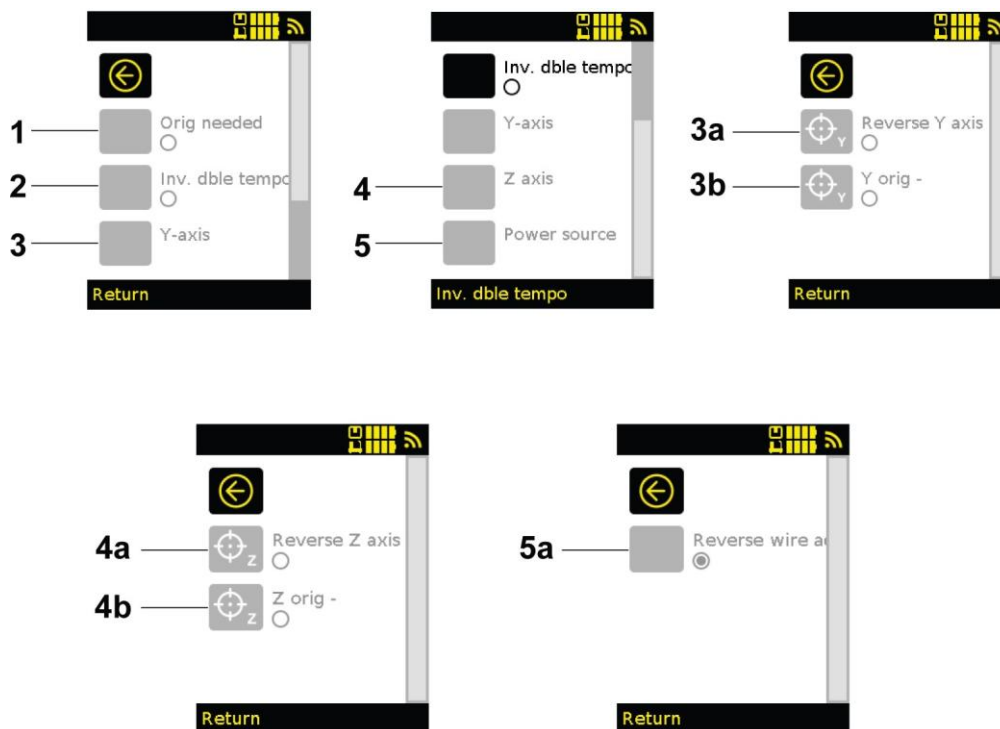 1
Orig needed
2
Inv. dble tempo
3
Y-axis
Return
Inv. dble tempo
Y-axis
4
Z axis
5
Power source
Inv. dble tempo
3a
Reverse Y axis
Y
3b
Y orig -
Y
Return
4a
Reverse Z axis
Z
4b
Z orig -
Z
Return
5a
Reverse wire a
Return